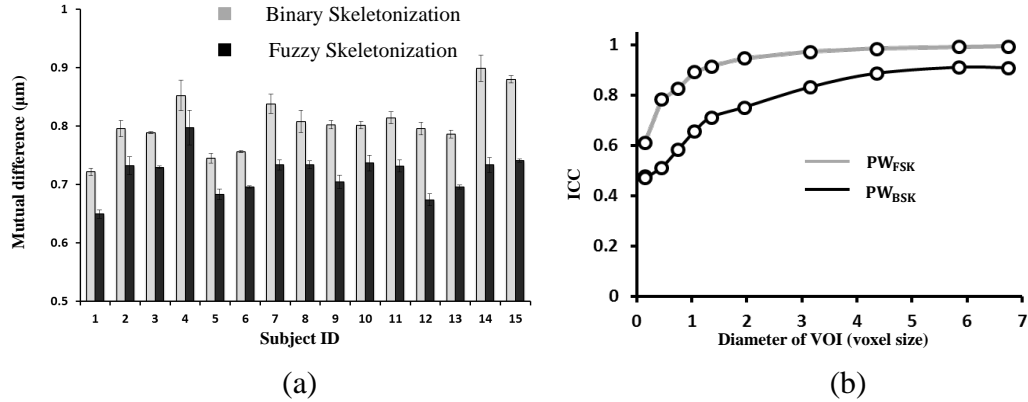 Binary Skeletonization
Fuzzy Skeletonization
Mutual difference (µm)
1
0.9
0.8
0.7
0.6
0.5
1 2 3 4 5 6 7 8 9 10 11 12 13 14 15
Subject ID
(a)
ICC
1
0.8
0.6
0.4
0.2
0
PW_FSK
PW_BSK
0 1 2 3 4 5 6 7
Diameter of VOI (voxel size)
(b)